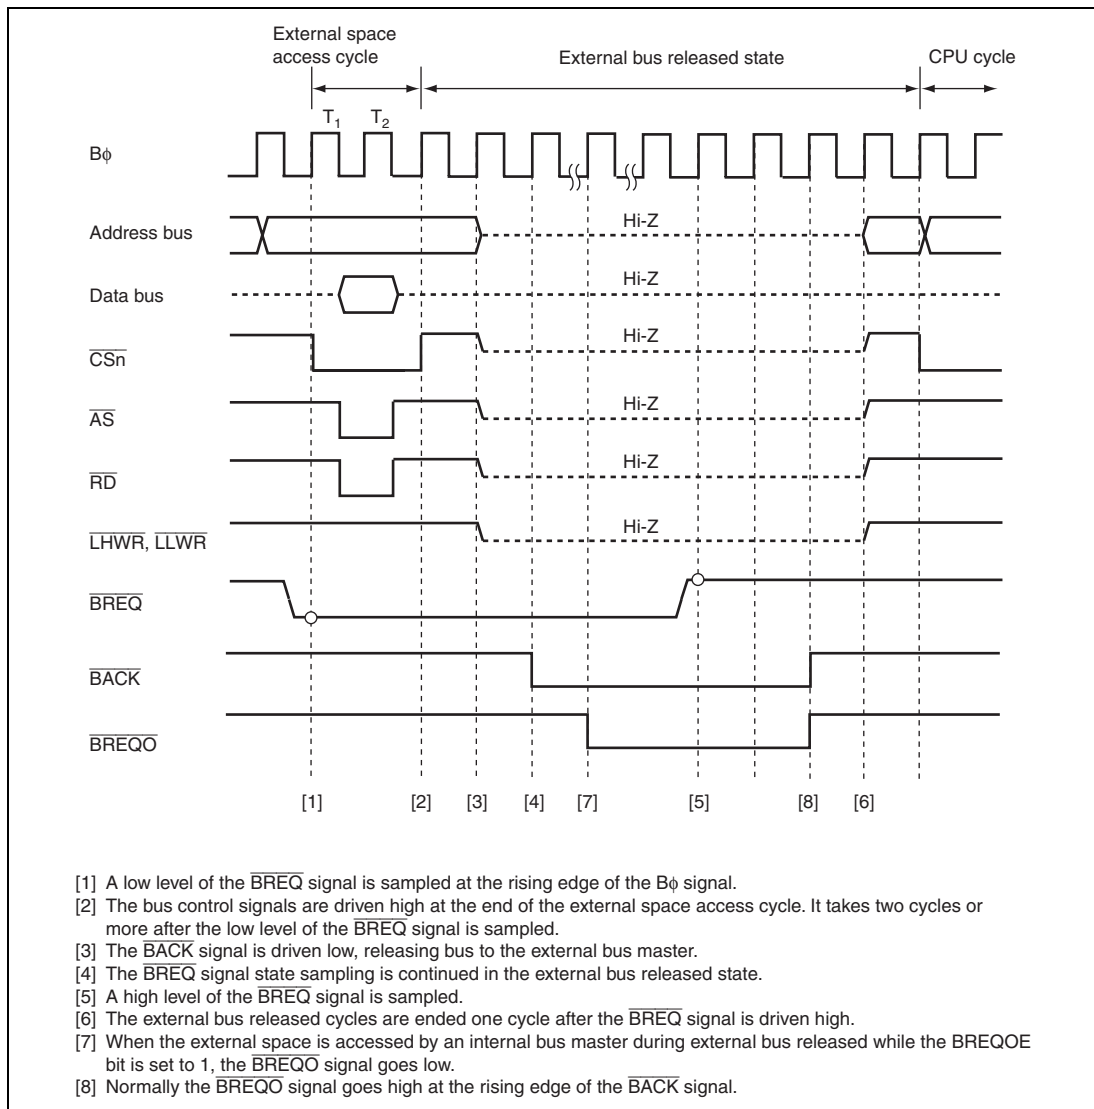 External space
access cycle
External bus released state
CPU cycle
T1
T2
Bϕ
Address bus
Hi-Z
Data bus
Hi-Z
CSn
Hi-Z
AS
Hi-Z
RD
Hi-Z
LHWR, LLWR
Hi-Z
BREQ
BACK
BREQO
[1] [2] [3] [4] [7] [5] [8] [6]
[1] A low level of the BREQ signal is sampled at the rising edge of the Bϕ signal.
[2] The bus control signals are driven high at the end of the external space access cycle. It takes two cycles or
more after the low level of the BREQ signal is sampled.
[3] The BACK signal is driven low, releasing bus to the external bus master.
[4] The BREQ signal state sampling is continued in the external bus released state.
[5] A high level of the BREQ signal is sampled.
[6] The external bus released cycles are ended one cycle after the BREQ signal is driven high.
[7] When the external space is accessed by an internal bus master during external bus released while the BREQOE
bit is set to 1, the BREQO signal goes low.
[8] Normally the BREQO signal goes high at the rising edge of the BACK signal.